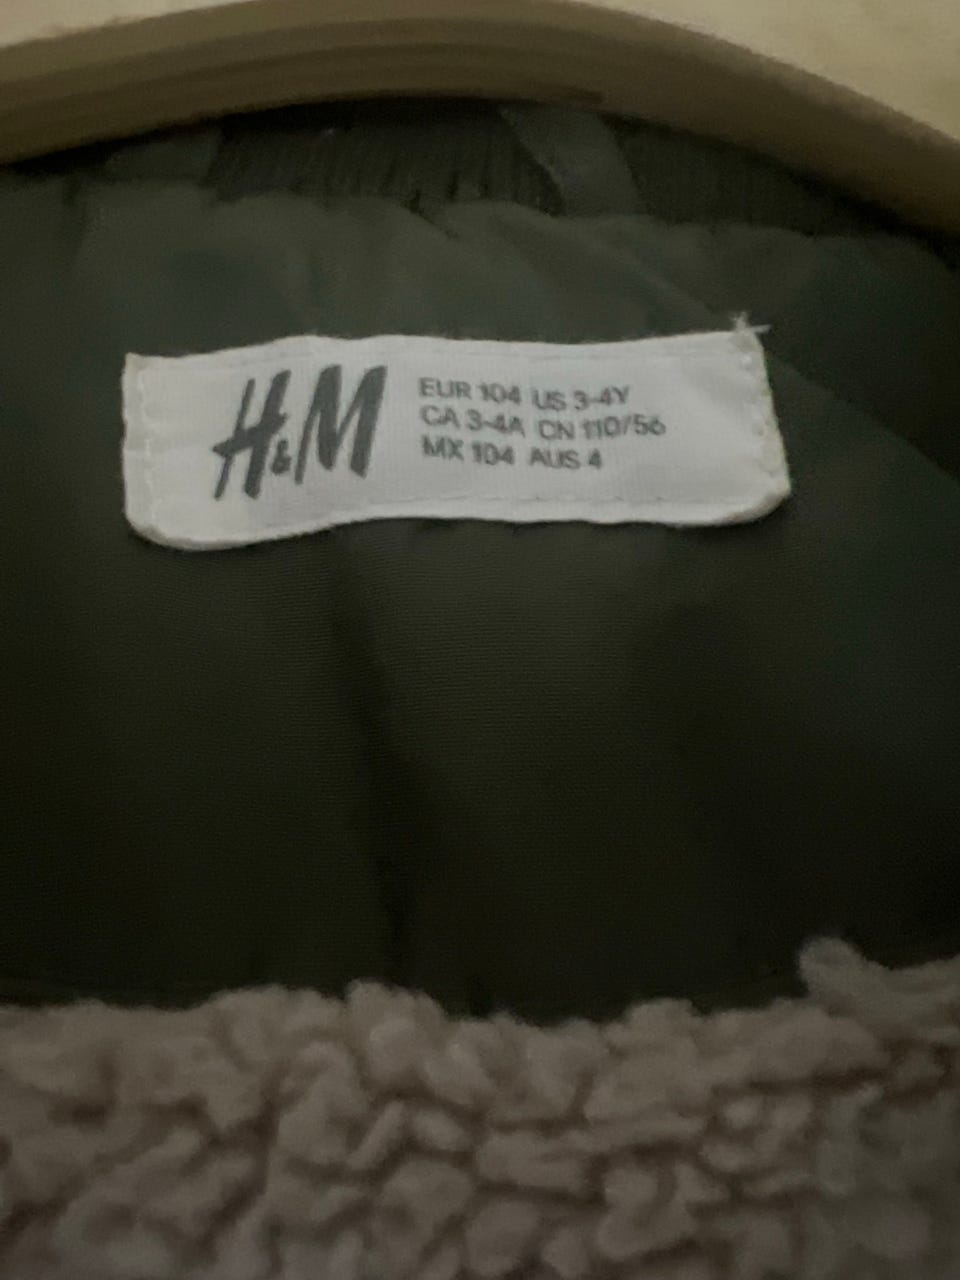 H&M
EUR 104 US 3-4Y
CA 3-4A CN 110/56
MX 104 AUS 4